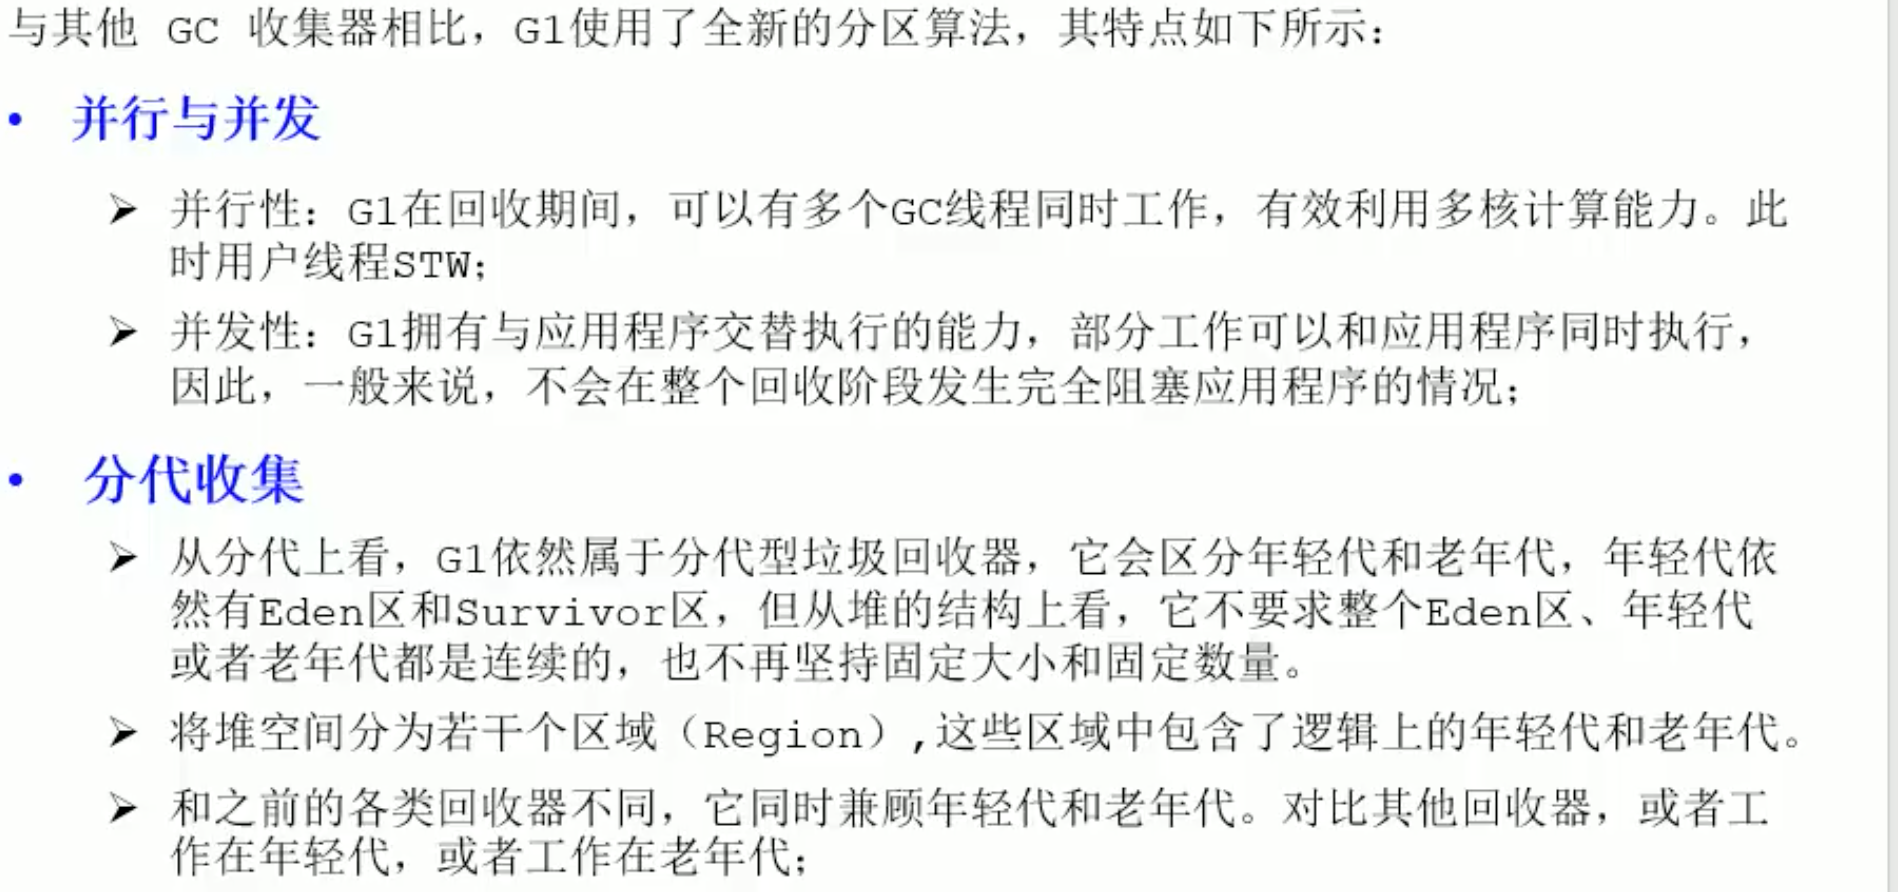 与其他 GC 收集器相比，G1使用了全新的分区算法，其特点如下所示：
• 并行与并发
➢ 并行性：G1在回收期间，可以有多个GC线程同时工作，有效利用多核计算能力。此
时用户线程STW；
➢ 并发性：G1拥有与应用程序交替执行的能力，部分工作可以和应用程序同时执行，
因此，一般来说，不会在整个回收阶段发生完全阻塞应用程序的情况；
• 分代收集
➢ 从分代上看，G1依然属于分代型垃圾回收器，它会区分年轻代和老年代，年轻代依
然有Eden区和Survivor区，但从堆的结构上看，它不要求整个Eden区、年轻代
或者老年代都是连续的，也不再坚持固定大小和固定数量。
➢ 将堆空间分为若干个区域（Region）,这些区域中包含了逻辑上的年轻代和老年代。
➢ 和之前的各类回收器不同，它同时兼顾年轻代和老年代。对比其他回收器，或者工
作在年轻代，或者工作在老年代；